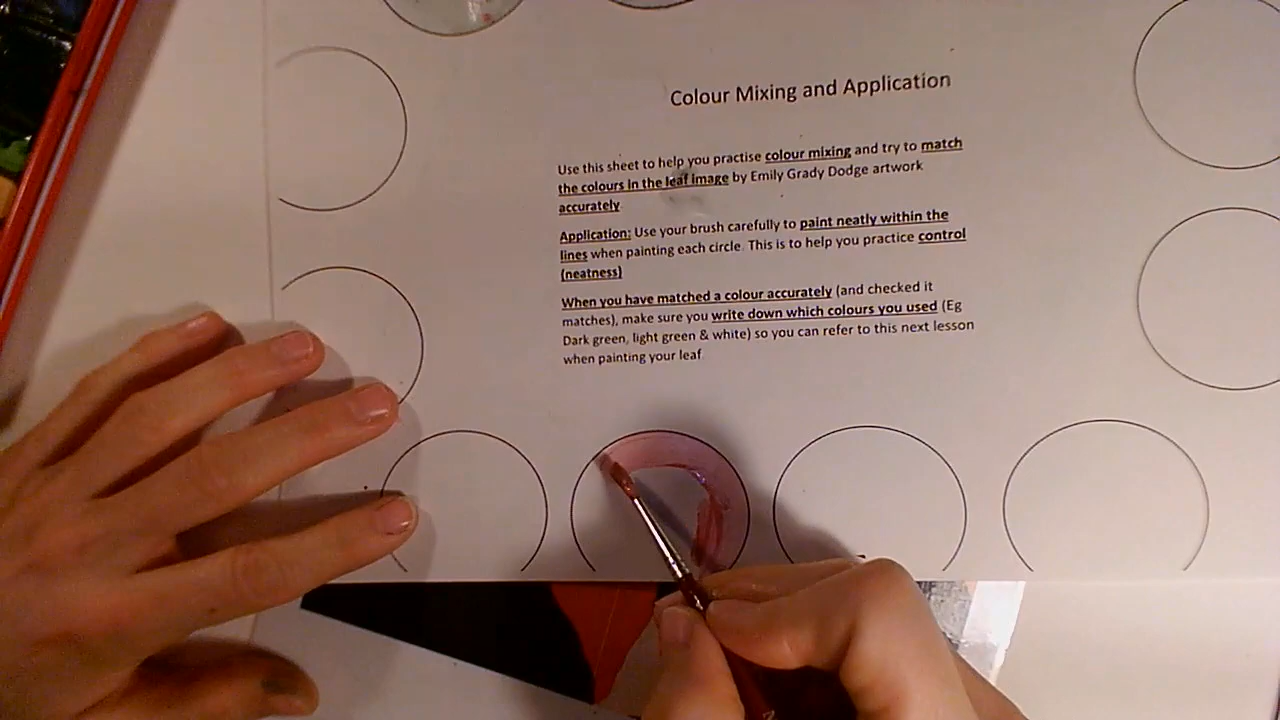 Colour Mixing and Application
Use this sheet to help you practise colour mixing and try to match
the colours in the leaf image by Emily Grady Dodge artwork
accurately
Application: Use your brush carefully to paint neatly within the
lines when painting each circle. This is to help you practice control
(neatness)
When you have matched a colour accurately (and checked it
matches), make sure you write down which colours you used (Eg
Dark green, light green & white) so you can refer to this next lesson
when painting your leaf